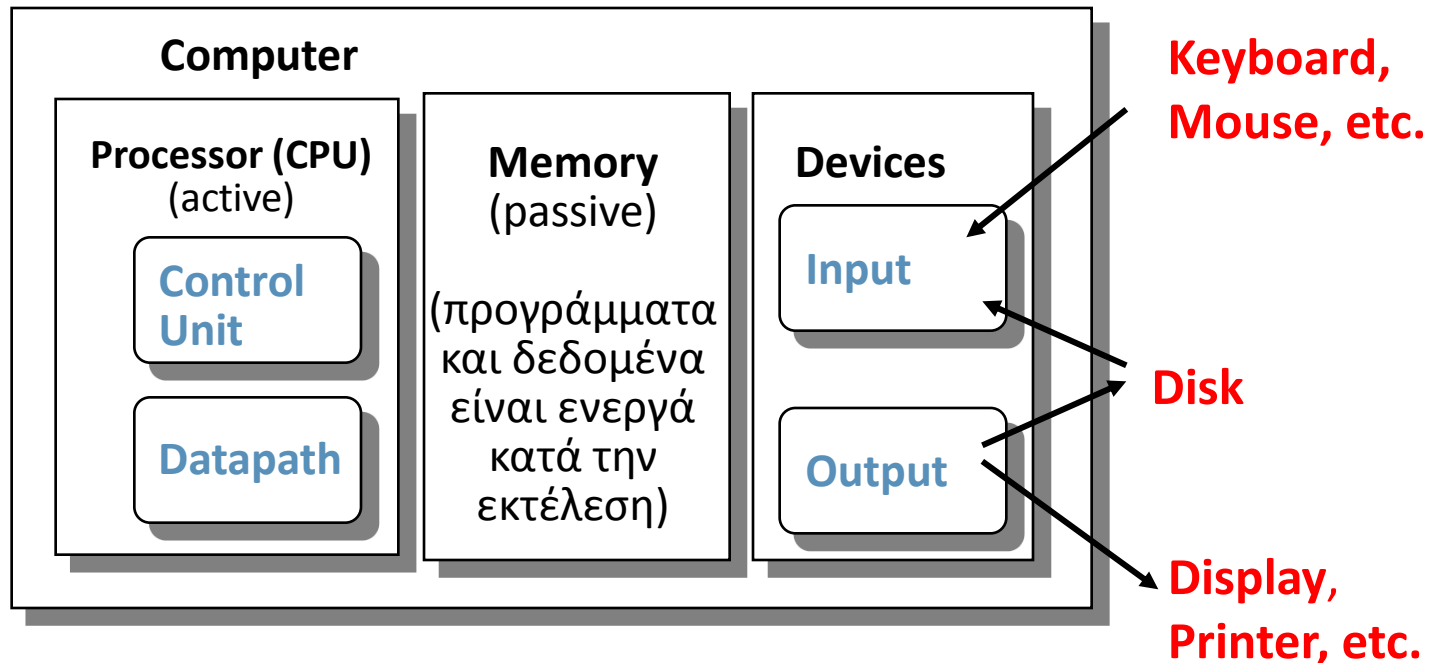 Computer
Processor (CPU)
(active)
Control
Unit
Datapath
Memory
(passive)
(προγράμματα
και δεδομένα
είναι ενεργά
κατά την
εκτέλεση)
Devices
Input
Output
Keyboard,
Mouse, etc.
Disk
Display,
Printer, etc.